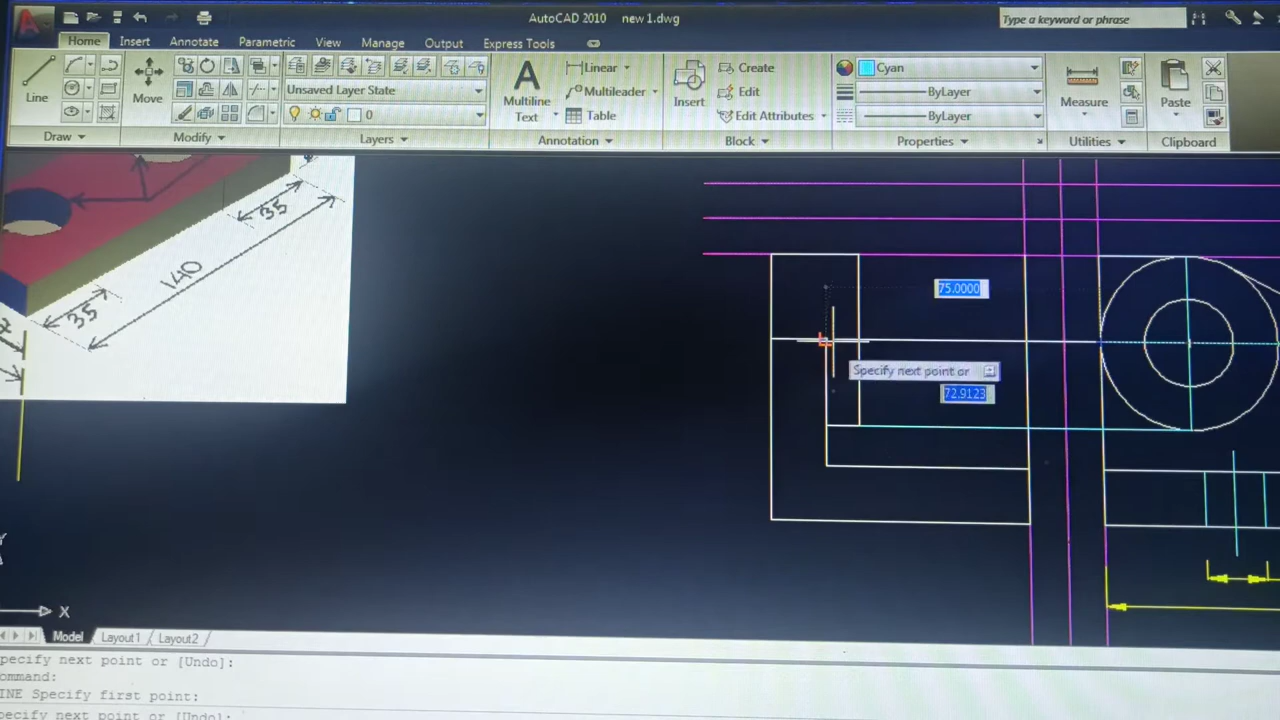 AutoCAD 2010 new 1.dwg
Type a keyword or phrase
Home Insert Annotate Parametric View Manage Output Express Tools
Line
Move
Unsaved Layer State
0
Multiline Text
Linear
Multileader
Table
Insert
Create
Edit
Edit Attributes
Cyan
ByLayer
ByLayer
Measure
Paste
Draw Modify Layers Annotation Block Properties Utilities Clipboard
35
140
35
75.0000
Specify next point or
72.9123
X
Model Layout1 Layout2
pecify next point or [Undo]:
ommand:
INE Specify first point:
pecify next point or [Undo]: